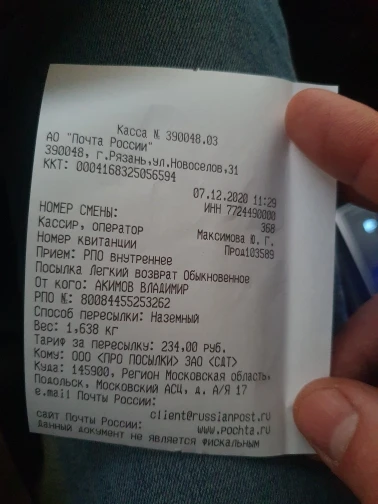 Касса № 390048.03
АО "Почта России"
390048, г.Рязань,ул.Новоселов,31
ККТ: 0004168325056594
07.12.2020 11:29
ИНН 7724490000
НОМЕР СМЕНЫ: 368
Кассир, оператор Максимова Ю. Г.
Номер квитанции Прод103589
Прием: РПО внутреннее
Посылка Легкий возврат Обыкновенное
От кого: АКИМОВ ВЛАДИМИР
РПО №: 80084455253262
Способ пересылки: Наземный
Вес: 1,638 кг
Тариф за пересылку: 234,00 руб.
Кому: ООО <ПРО ПОСЫЛКИ> ЗАО <СДТ>
Куда: 145900, Регион Московская область,
Подольск, Московский АСЦ, д. А/Я 17
e.mail Почты России:
client@russianpost.ru
сайт Почты России: www.pochta.ru
Данный документ не является фискальным